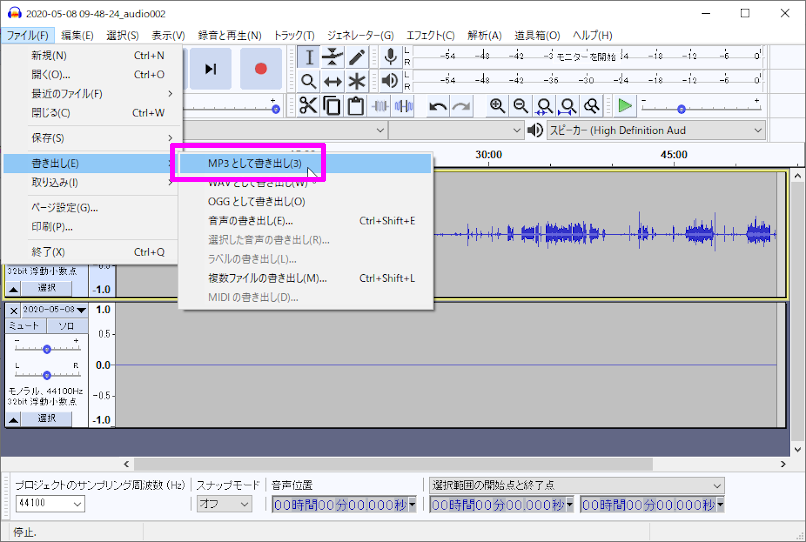 2020-05-08 09-48-24_audio002
ファイル(F) 編集(E) 選択(S) 表示(V) 録音と再生(N) トラック(T) ジェネレーター(G) エフェクト(C) 解析(A) 道具箱(O) ヘルプ(H)
新規(N) Ctrl+N
開く(O)... Ctrl+O
最近のファイル(F)
閉じる(C) Ctrl+W
保存(S)
書き出し(E)
取り込み(I)
ページ設定(G)...
印刷(P)...
終了(X) Ctrl+Q
MP3 として書き出し(3)
WAV として書き出し(W)
OGG として書き出し(O)
音声の書き出し(E)... Ctrl+Shift+E
選択した音声の書き出し(R)...
ラベルの書き出し(L)...
複数ファイルの書き出し(M)... Ctrl+Shift+L
MIDI の書き出し(D)...
L
R
-54 -48 -42 -3 モニターを開始 -12 -6 0
L
R
-54 -48 -42 -36 -30 -24 -18 -12 -6 0
スピーカー (High Definition Aud
30:00 45:00
32bit 浮動小数点
選択
-0.5
-1.0
2020-05-08
ミュート ソロ
- +
L R
モノラル, 44100Hz
32bit 浮動小数点
選択
1.0
0.5-
0.0-
-0.5-
-1.0
プロジェクトのサンプリング周波数 (Hz) スナップモード 音声位置 選択範囲の開始点と終了点
44100 オフ 00時間00分00.000秒 00時間00分00.000秒 00時間00分00.000秒
停止.